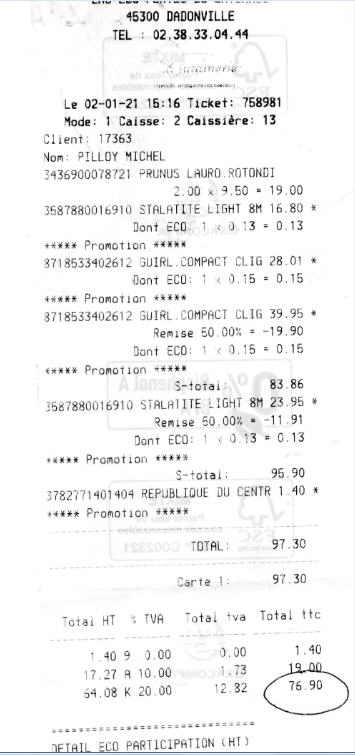 45300 DADONVILLE
TEL : 02.38.33.04.44
Le 02-01-21 15:16 Ticket: 758981
Mode: 1 Caisse: 2 Caissière: 13
Client: 17363
Nom: PILLOY MICHEL
3436900078721 PRUNUS LAURO.ROTONDI
2.00 x 9.50 = 19.00
3587880016910 STALATITE LIGHT 8M 16.80 *
Dont ECO: 1 x 0.13 = 0.13
***** Promotion *****
8718533402612 GUIRL.COMPACT CLIG 28.01 *
Dont ECO: 1 x 0.15 = 0.15
***** Promotion *****
8718533402612 GUIRL.COMPACT CLIG 39.95 *
Remise 50.00% = -19.90
Dont ECO: 1 x 0.15 = 0.15
***** Promotion *****
S-total: 83.86
3587880016910 STALATITE LIGHT 8M 23.95 *
Remise 50.00% = -11.91
Dont ECO: 1 x 0.13 = 0.13
***** Promotion *****
S-total: 95.90
3782771401404 REPUBLIQUE DU CENTR 1.40 *
***** Promotion *****
TOTAL: 97.30
Carte 1: 97.30
Total HT % TVA Total tva Total ttc
1.40 9 0.00 0.00 1.40
17.27 A 10.00 1.73 19.00
64.08 K 20.00 12.82 76.90
DETAIL ECO PARTICIPATION (HT)